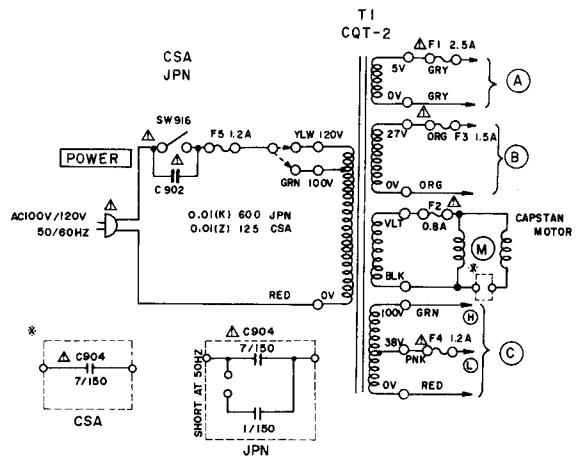 T1
CQT-2
CSA
JPN
⚠ F1 2.5A
5V GRY
0V GRY
A
SW916
⚠
F5 1.2A
YLW 120V
GRN 100V
POWER
⚠
C902
⚠
27V ORG F3 1.5A
0V ORG
B
AC100V/120V
50/60HZ
⚠
0.01(K) 600 JPN
0.01(Z) 125 CSA
F2 ⚠
VLT 0.8A
BLK
M
※
CAPSTAN
MOTOR
RED 0V
100V GRN
H
38V ⚠ F4 1.2A
PNK
L
0V RED
C
※
⚠ C904
7/150
CSA
⚠ C904
7/150
SHORT AT 50HZ
1/150
JPN